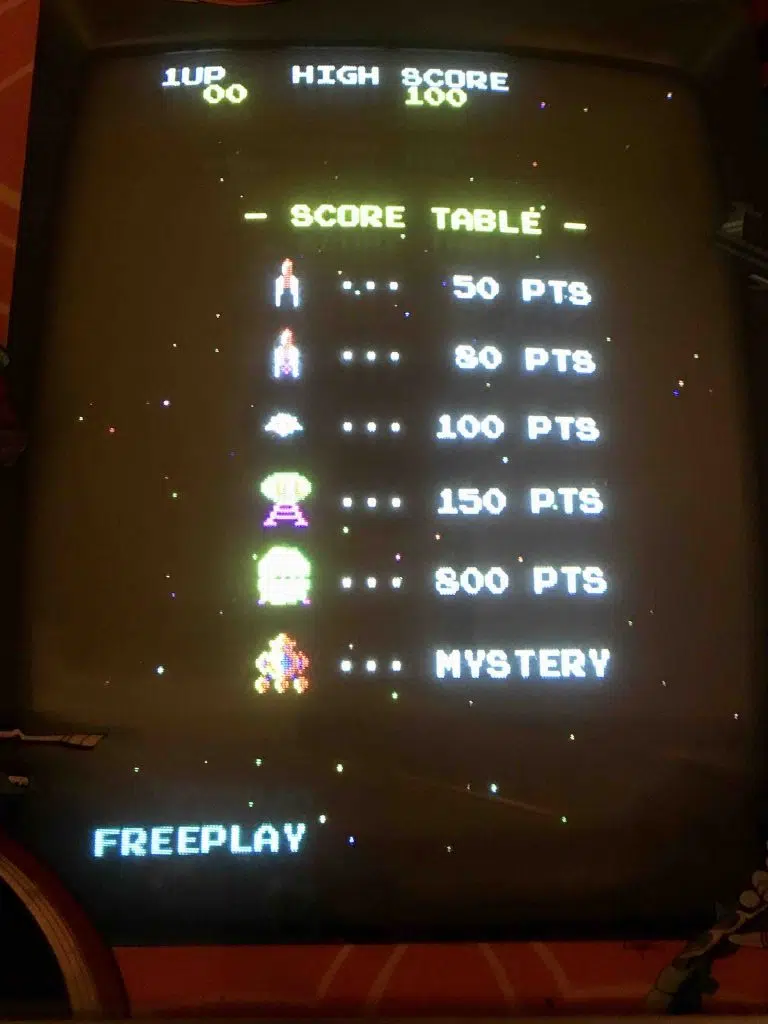 1UP HIGH SCORE
00 100
- SCORE TABLE -
... 50 PTS
... 80 PTS
... 100 PTS
... 150 PTS
... 800 PTS
... MYSTERY
FREEPLAY